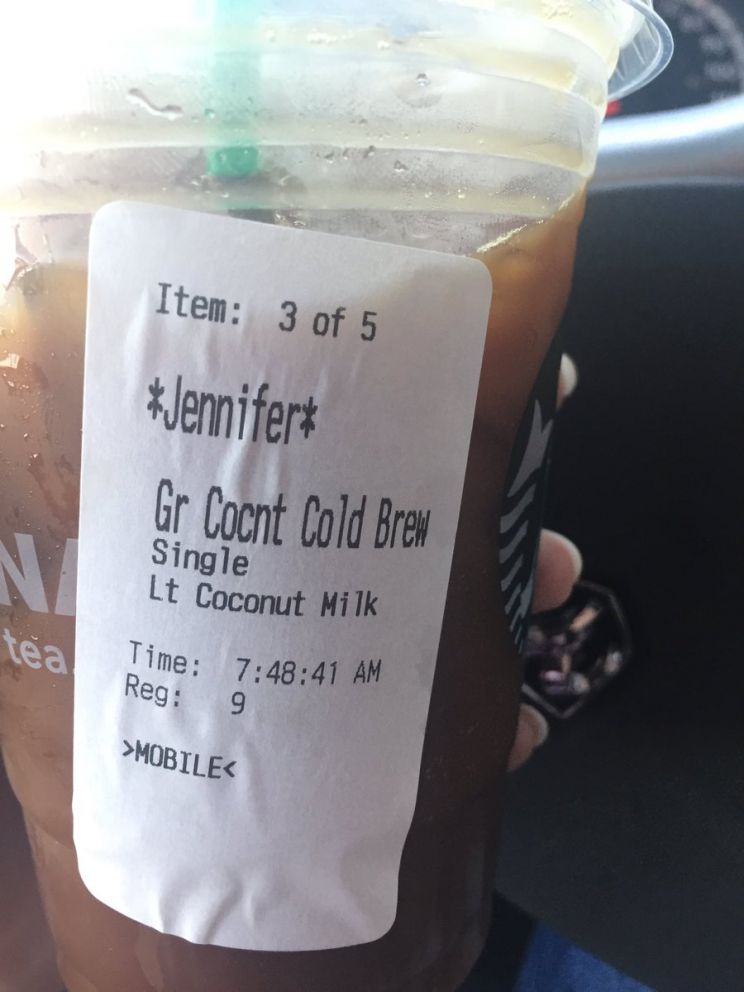 Item: 3 of 5
*Jennifer*
Gr Cocnt Cold Brew
Single
Lt Coconut Milk
Time: 7:48:41 AM
Reg: 9
>MOBILE<
tea.